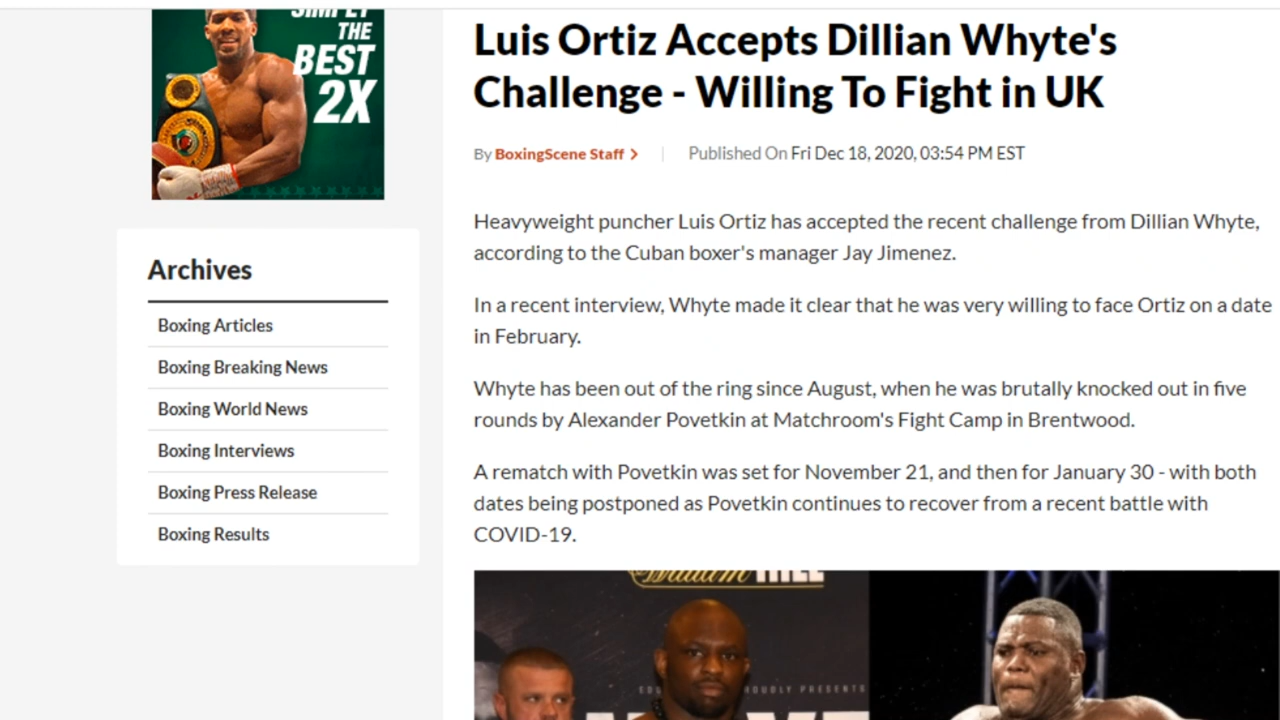 SIMPLY
THE
BEST
2X
Archives
Boxing Articles
Boxing Breaking News
Boxing World News
Boxing Interviews
Boxing Press Release
Boxing Results
Luis Ortiz Accepts Dillian Whyte's
Challenge - Willing To Fight in UK
By BoxingScene Staff
Published On Fri Dec 18, 2020, 03:54 PM EST
Heavyweight puncher Luis Ortiz has accepted the recent challenge from Dillian Whyte,
according to the Cuban boxer's manager Jay Jimenez.
In a recent interview, Whyte made it clear that he was very willing to face Ortiz on a date
in February.
Whyte has been out of the ring since August, when he was brutally knocked out in five
rounds by Alexander Povetkin at Matchroom's Fight Camp in Brentwood.
A rematch with Povetkin was set for November 21, and then for January 30 - with both
dates being postponed as Povetkin continues to recover from a recent battle with
COVID-19.
William HILL
PROUDLY PRESENTS